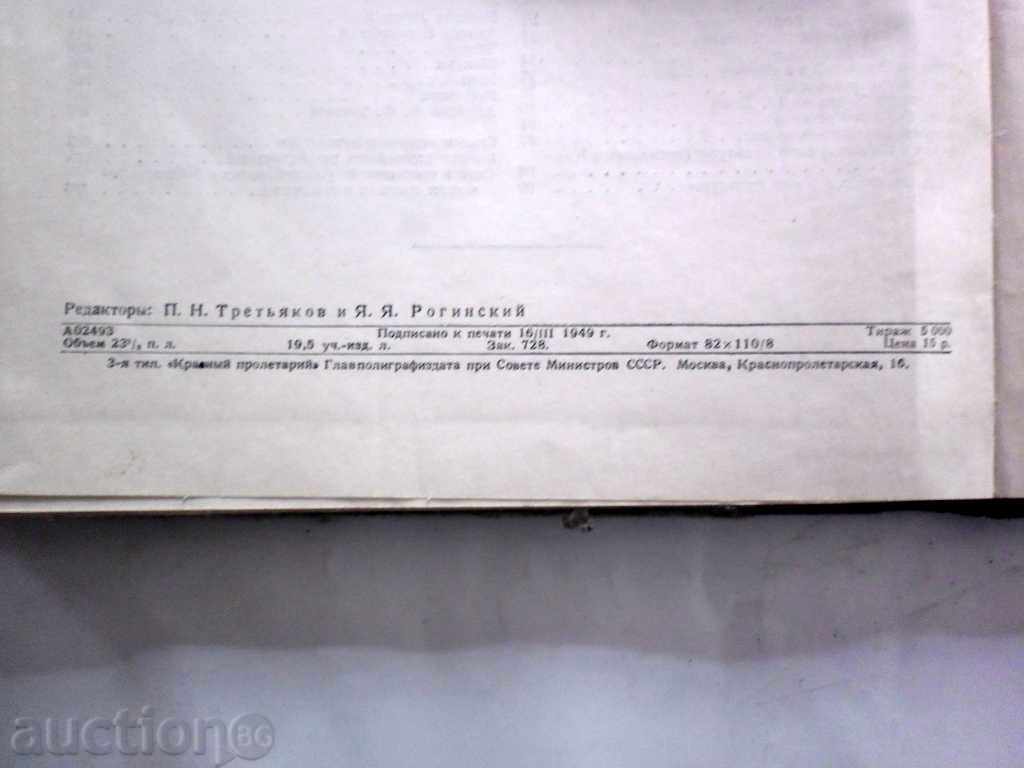 Редакторы: П. Н. Третьяков и Я. Я. Рогинский
А02493 Подписано к печати 16/III 1949 г. Тираж 5 000
Объем п. л. 19,5 уч.-изд. л. Зак. 728. Формат 82×110/8 Цена 15 р.
3-я тип. «Красный пролетарий» Главполиграфиздата при Совете Министров СССР. Москва, Краснопролетарская, 16.
auction BG